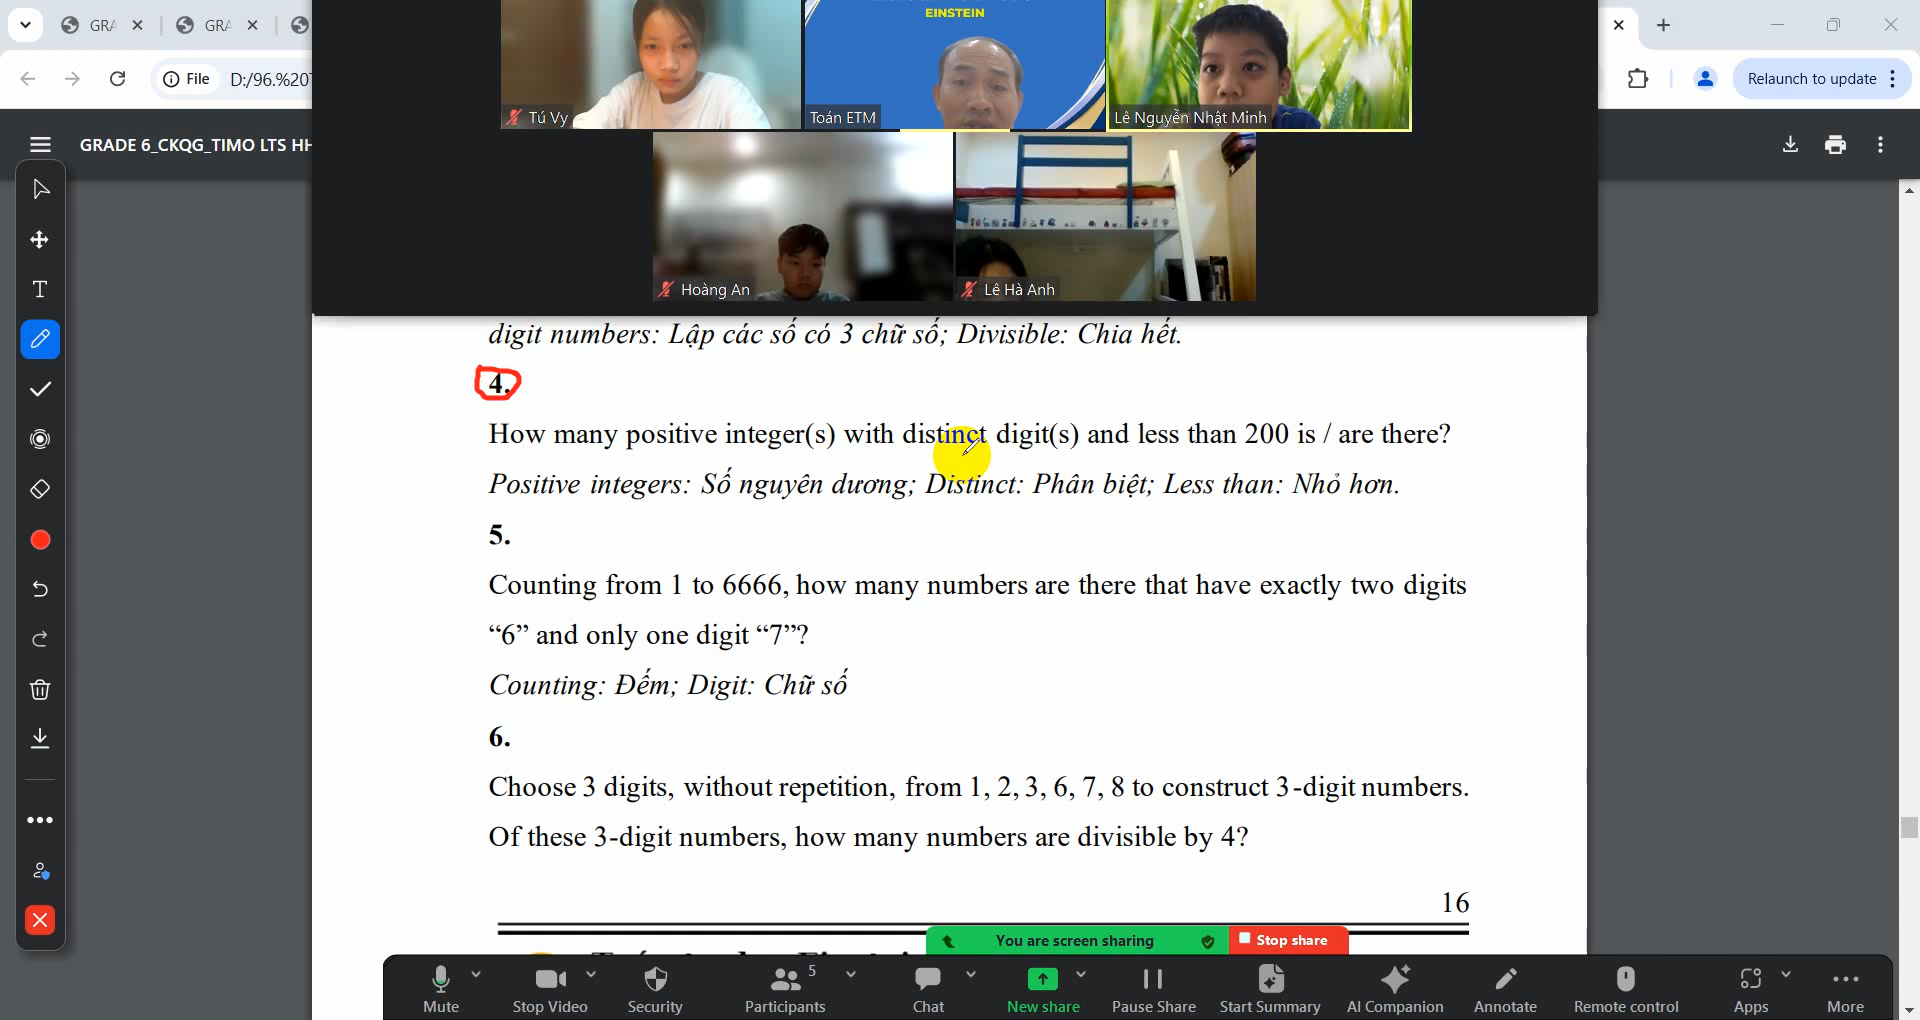 GRA
GRA
File
D:/96.%20
Relaunch to update
GRADE 6_CKQG_TIMO LTS HH
EINSTEIN
Tú Vy
Toán ETM
Lê Nguyễn Nhật Minh
Hoàng An
Lê Hà Anh
digit numbers: Lập các số có 3 chữ số; Divisible: Chia hết.
4.
How many positive integer(s) with distinct digit(s) and less than 200 is / are there?
Positive integers: Số nguyên dương; Distinct: Phân biệt; Less than: Nhỏ hơn.
5.
Counting from 1 to 6666, how many numbers are there that have exactly two digits
“6” and only one digit “7”?
Counting: Đếm; Digit: Chữ số
6.
Choose 3 digits, without repetition, from 1, 2, 3, 6, 7, 8 to construct 3-digit numbers.
Of these 3-digit numbers, how many numbers are divisible by 4?
16
You are screen sharing
Stop share
Mute
Stop Video
Security
Participants
5
Chat
New share
Pause Share
Start Summary
AI Companion
Annotate
Remote control
Apps
More